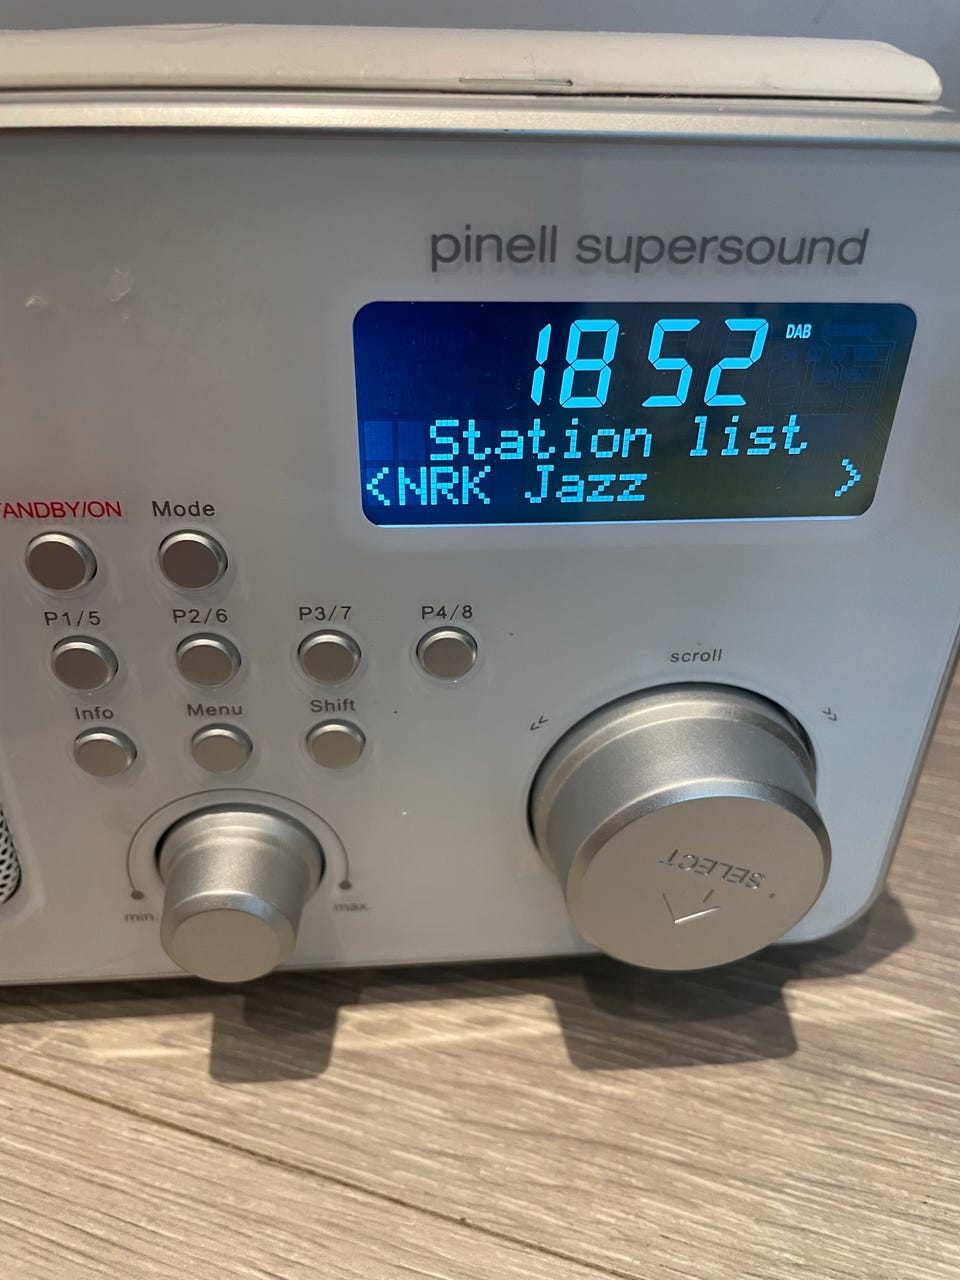 pinell supersound
18 52 DAB
Station list
<NRK Jazz >
TANDBY/ON Mode
P1/5 P2/6 P3/7 P4/8
Info Menu Shift
scroll
SELECT
min. max.